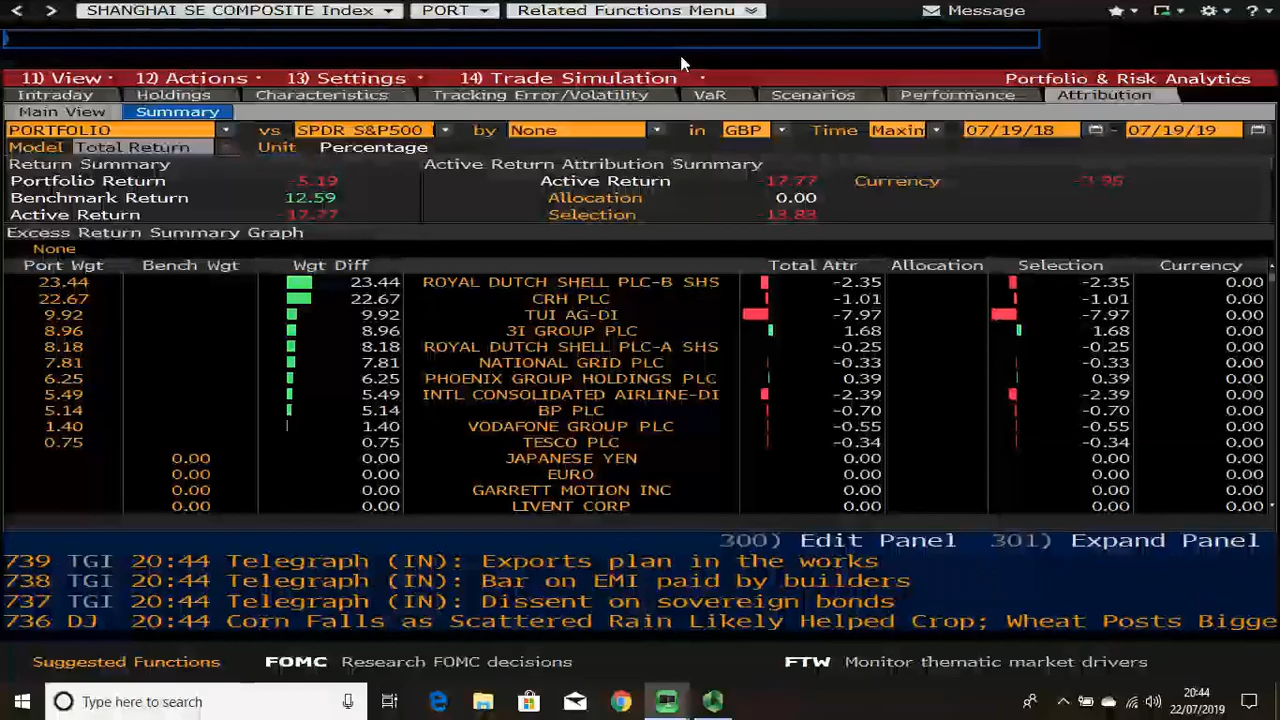 SHANGHAI SE COMPOSITE Index PORT Related Functions Menu Message
11) View 12) Actions 13) Settings 14) Trade Simulation Portfolio & Risk Analytics
Intraday Holdings Characteristics Tracking Error/Volatility VaR Scenarios Performance Attribution
Main View Summary
PORTFOLIO vs SPDR S&P500 by None in GBP Time Maxin 07/19/18 - 07/19/19
Model Total Return Unit Percentage
Return Summary Active Return Attribution Summary
Portfolio Return -5.19 Active Return -17.77 Currency -3.95
Benchmark Return 12.59 Allocation 0.00
Active Return -17.77 Selection -13.83
Excess Return Summary Graph
None
Port Wgt Bench Wgt Wgt Diff Total Attr Allocation Selection Currency
23.44 23.44 ROYAL DUTCH SHELL PLC-B SHS -2.35 -2.35 0.00
22.67 22.67 CRH PLC -1.01 -1.01 0.00
9.92 9.92 TUI AG-DI -7.97 -7.97 0.00
8.96 8.96 3I GROUP PLC 1.68 1.68 0.00
8.18 8.18 ROYAL DUTCH SHELL PLC-A SHS -0.25 -0.25 0.00
7.81 7.81 NATIONAL GRID PLC -0.33 -0.33 0.00
6.25 6.25 PHOENIX GROUP HOLDINGS PLC 0.39 0.39 0.00
5.49 5.49 INTL CONSOLIDATED AIRLINE-DI -2.39 -2.39 0.00
5.14 5.14 BP PLC -0.70 -0.70 0.00
1.40 1.40 VODAFONE GROUP PLC -0.55 -0.55 0.00
0.75 0.75 TESCO PLC -0.34 -0.34 0.00
0.00 0.00 JAPANESE YEN 0.00 0.00 0.00
0.00 0.00 EURO 0.00 0.00 0.00
0.00 0.00 GARRETT MOTION INC 0.00 0.00 0.00
0.00 0.00 LIVENT CORP 0.00 0.00 0.00
300) Edit Panel 301) Expand Panel
739 TGI 20:44 Telegraph (IN): Exports plan in the works
738 TGI 20:44 Telegraph (IN): Bar on EMI paid by builders
737 TGI 20:44 Telegraph (IN): Dissent on sovereign bonds
736 DJ 20:44 Corn Falls as Scattered Rain Likely Helped Crop; Wheat Posts Bigge
Suggested Functions FOMC Research FOMC decisions FTW Monitor thematic market drivers
Type here to search 20:44
22/07/2019